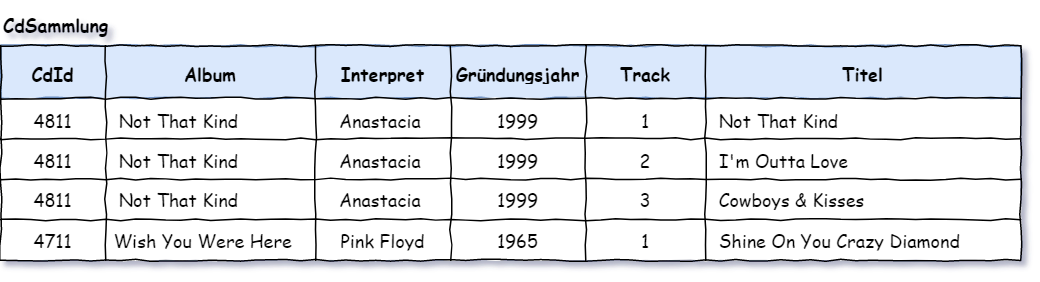 CdSammlung
CdId Album Interpret Gründungsjahr Track Titel
4811 Not That Kind Anastacia 1999 1 Not That Kind
4811 Not That Kind Anastacia 1999 2 I'm Outta Love
4811 Not That Kind Anastacia 1999 3 Cowboys & Kisses
4711 Wish You Were Here Pink Floyd 1965 1 Shine On You Crazy Diamond